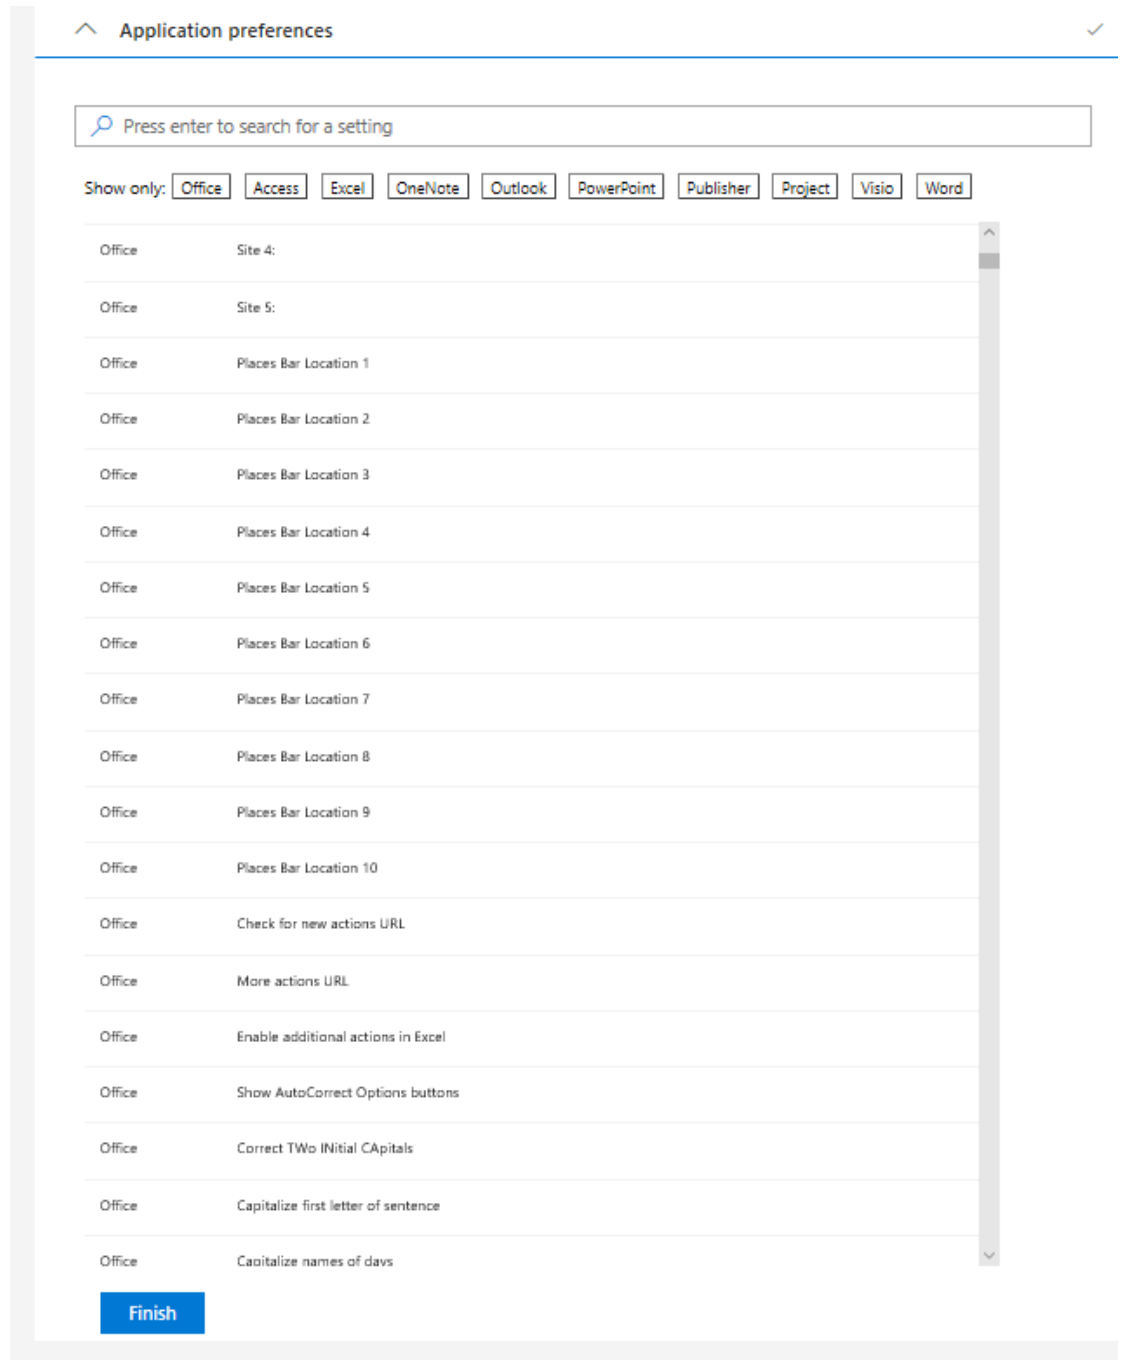 Application preferences
Press enter to search for a setting
Show only: Office Access Excel OneNote Outlook PowerPoint Publisher Project Visio Word
Office Site 4:
Office Site 5:
Office Places Bar Location 1
Office Places Bar Location 2
Office Places Bar Location 3
Office Places Bar Location 4
Office Places Bar Location 5
Office Places Bar Location 6
Office Places Bar Location 7
Office Places Bar Location 8
Office Places Bar Location 9
Office Places Bar Location 10
Office Check for new actions URL
Office More actions URL
Office Enable additional actions in Excel
Office Show AutoCorrect Options buttons
Office Correct TWo INitial CApitals
Office Capitalize first letter of sentence
Office Capitalize names of days
Finish